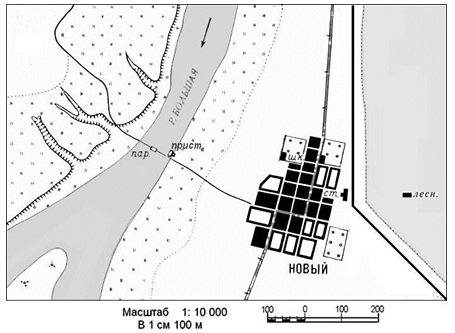 Р. БОЛЬШАЯ
прист.
пар.
шк.
ст.
лесн.
НОВЫЙ
Масштаб 1: 10 000
В 1 см 100 м
100 0 100 200